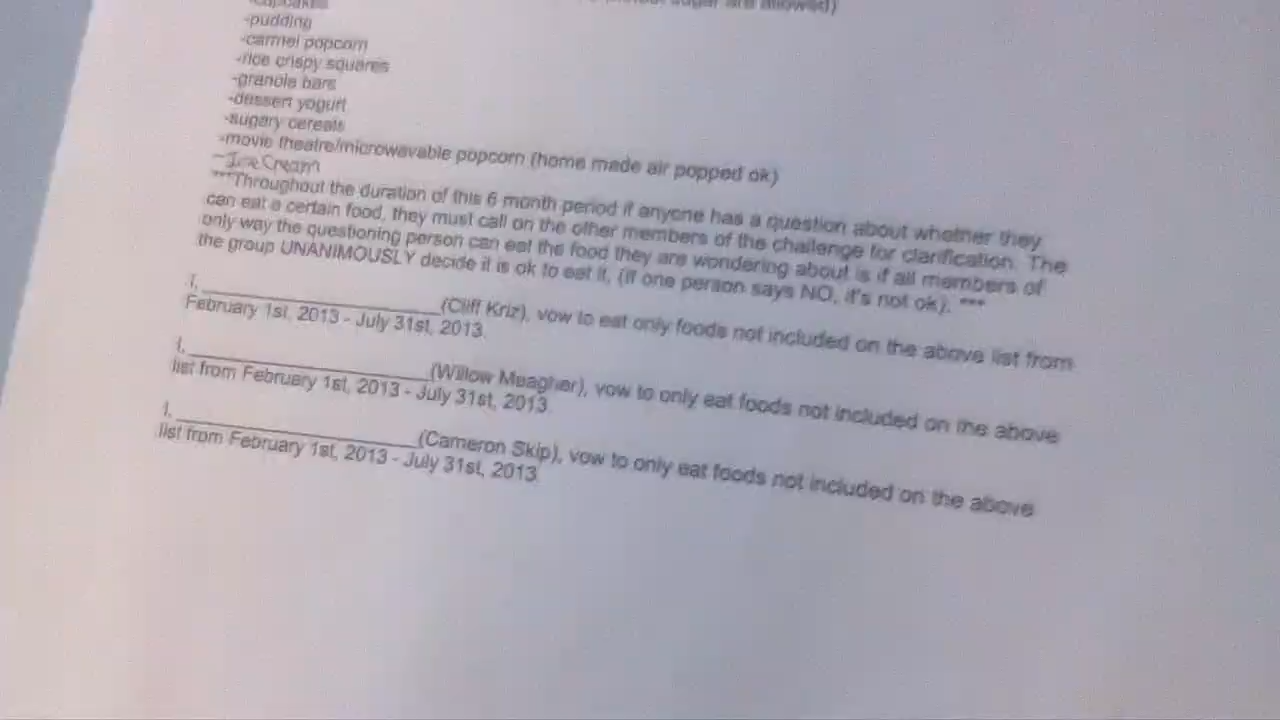 sugar are allowed)
-cupcakes
-pudding
-carmel popcorn
-rice crispy squares
-granola bars
-dessert yogurt
-sugary cereals
-movie theatre/microwavable popcorn (home made air popped ok)
-Ice Cream
***Throughout the duration of this 6 month period if anyone has a question about whether they
can eat a certain food, they must call on the other members of the challenge for clarification. The
only way the questioning person can eat the food they are wondering about is if all members of
the group UNANIMOUSLY decide it is ok to eat it, (if one person says NO, it's not ok). ***
I, ____________________(Cliff Kriz), vow to eat only foods not included on the above list from
February 1st, 2013 - July 31st, 2013.
I, ____________________(Willow Meagher), vow to only eat foods not included on the above
list from February 1st, 2013 - July 31st, 2013.
I, ____________________(Cameron Skip), vow to only eat foods not included on the above
list from February 1st, 2013 - July 31st, 2013.